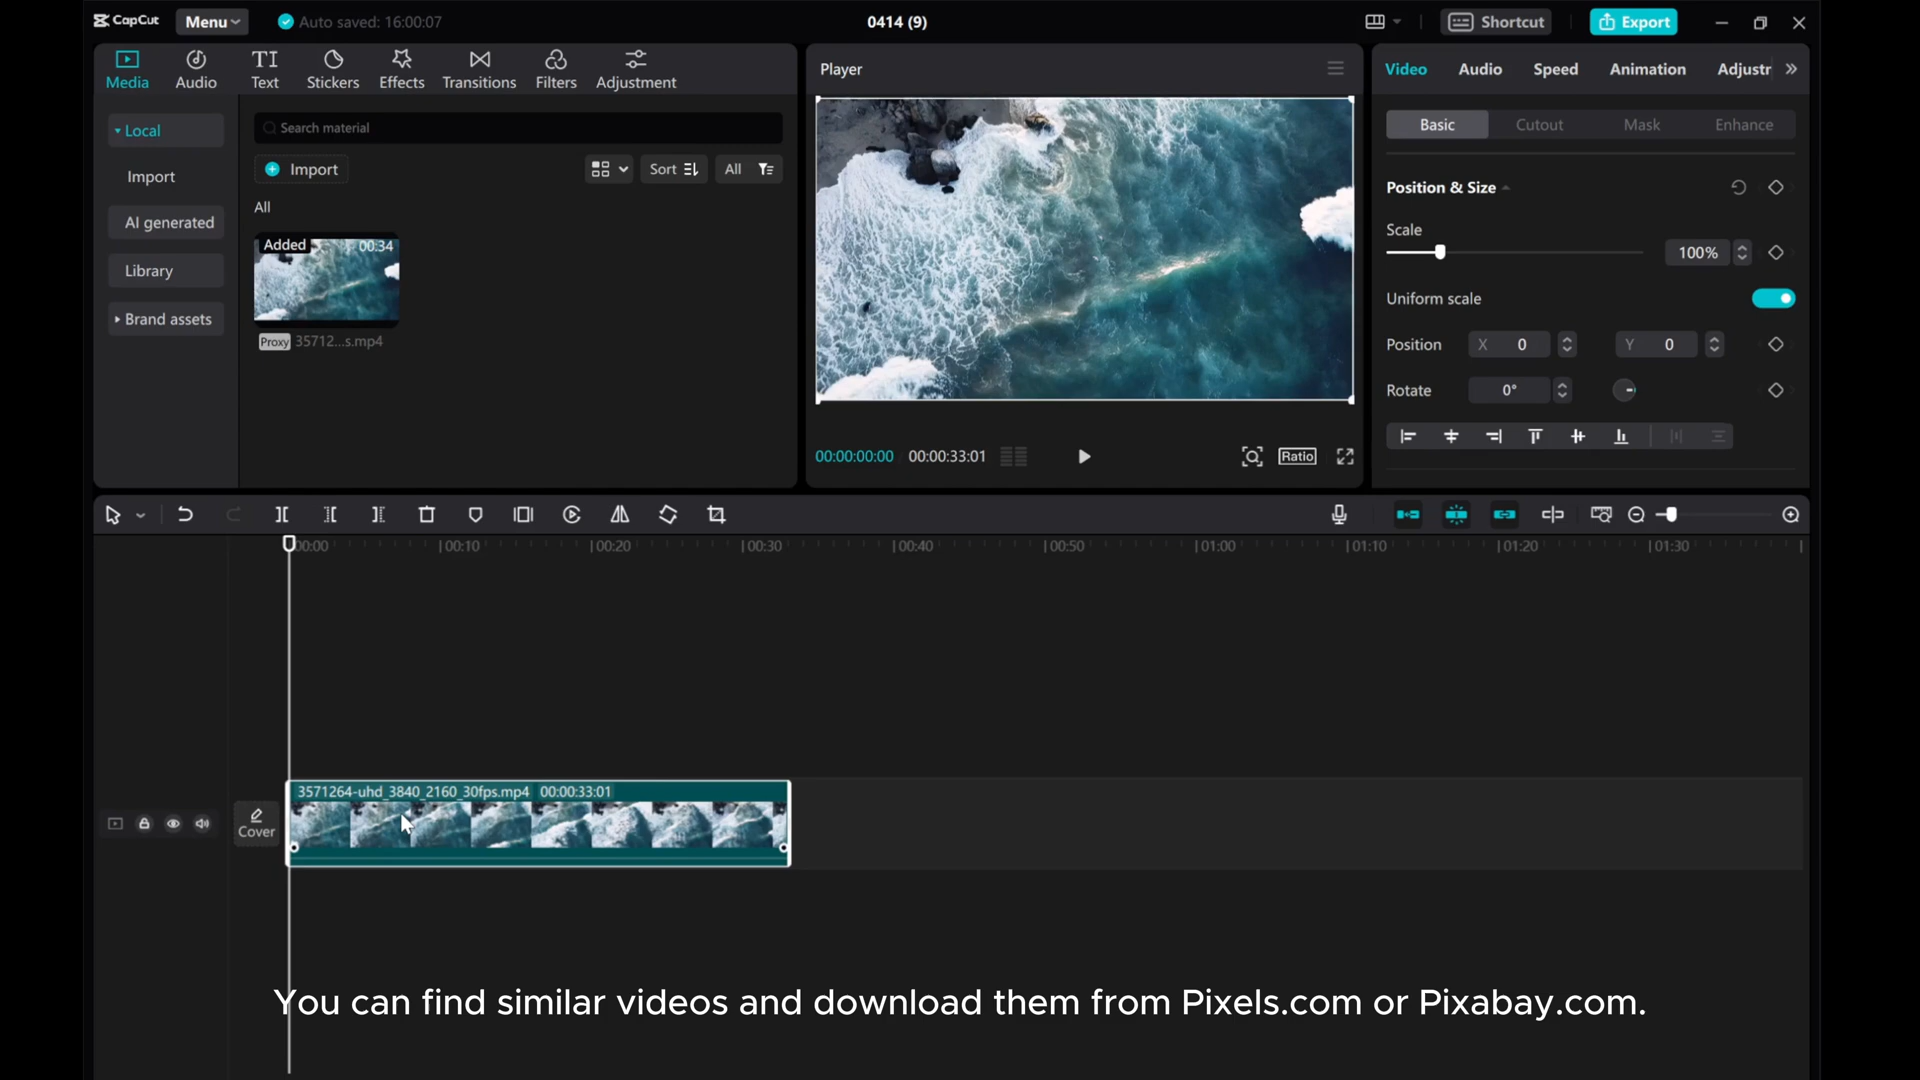 CapCut Menu Auto saved: 16:00:07 0414 (9) Shortcut Export
Media Audio Text Stickers Effects Transitions Filters Adjustment
Local
Import
AI generated
Library
Brand assets
Search material
Import Sort All
All
Added 00:34
Proxy 35712...s.mp4
Player
00:00:00:00 00:00:33:01 Ratio
Video Audio Speed Animation Adjustr
Basic Cutout Mask Enhance
Position & Size
Scale
100%
Uniform scale
Position X 0 Y 0
Rotate 0°
00:00 00:10 00:20 00:30 00:40 00:50 01:00 01:10 01:20 01:30
3571264-uhd_3840_2160_30fps.mp4 00:00:33:01
Cover
You can find similar videos and download them from Pixels.com or Pixabay.com.